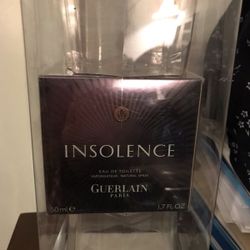 INSOLENCE
EAU DE TOILETTE
VAPORISATEUR NATURAL SPRAY
GUERLAIN
PARIS
50 ml e 1.7 FL.OZ